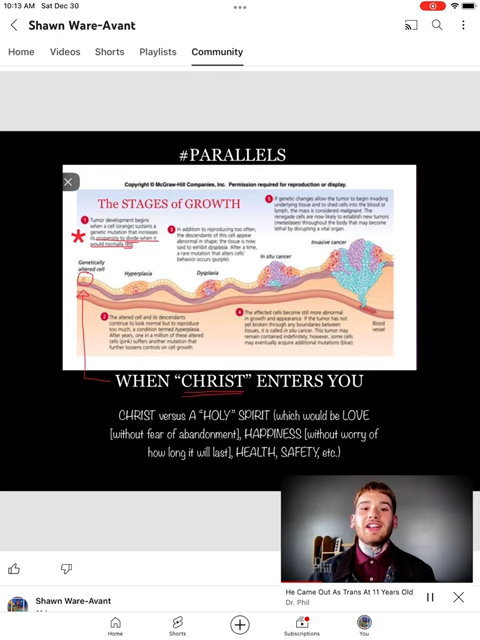 10:13 AM Sat Dec 30
Shawn Ware-Avant
Home Videos Shorts Playlists Community
#PARALLELS
Copyright © McGraw-Hill Companies, Inc. Permission required for reproduction or display.
The STAGES of GROWTH
1 Tumor development begins
when a cell (orange) sustains a
genetic mutation that increases
its propensity to divide when it
would normally rest.
3 In addition to reproducing too often,
the descendants of this cell appear
abnormal in shape; the tissue is now
said to exhibit dysplasia. After a time,
a rare mutation that alters cells'
behavior occurs (purple)
5 If genetic changes allow the tumor to begin invading
underlying tissue and to shed cells into the blood or
lymph, the mass is considered malignant. The
renegade cells are now likely to establish new tumors
(metastases) throughout the body that may become
lethal by disrupting a vital organ.
Genetically
altered cell
Hyperplasia
Dysplasia
In situ cancer
Invasive cancer
2 The altered cell and its descendants
continue to look normal but to reproduce
too much, a condition termed hyperplasia.
After years, one in a million of these altered
cells (pink) suffers another mutation that
further loosens controls on cell growth.
4 The affected cells become still more abnormal
in growth and appearance. If the tumor has not
yet broken through any boundaries between
tissues, it is called in situ cancer. This tumor may
remain contained indefinitely; however, some cells
may eventually acquire additional mutations (blue).
Blood
vessel
WHEN "CHRIST" ENTERS YOU
CHRIST versus A "HOLY" SPIRIT (which would be LOVE
[without fear of abandonment], HAPPINESS [without worry of
how long it will last], HEALTH, SAFETY, etc.)
Dr
Phil
He Came Out As Trans At 11 Years Old
Dr. Phil
Shawn Ware-Avant
Home Shorts Subscriptions You